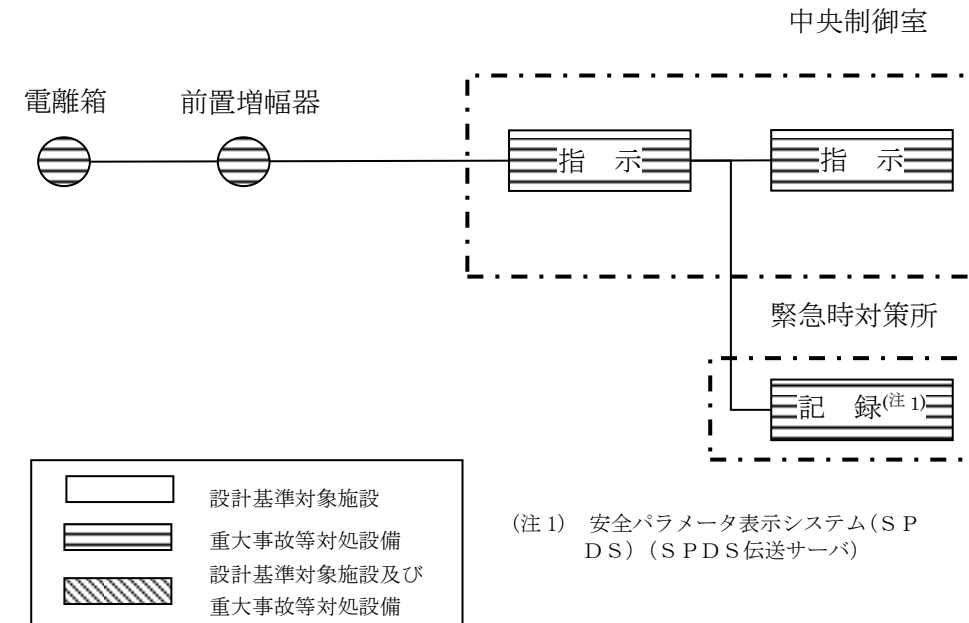 中央制御室
電離箱
前置増幅器
指　示
指　示
緊急時対策所
記　録(注 1)
設計基準対象施設
重大事故等対処設備
設計基準対象施設及び
重大事故等対処設備
(注 1)　安全パラメータ表示システム(ＳＰ
ＤＳ)（ＳＰＤＳ伝送サーバ）